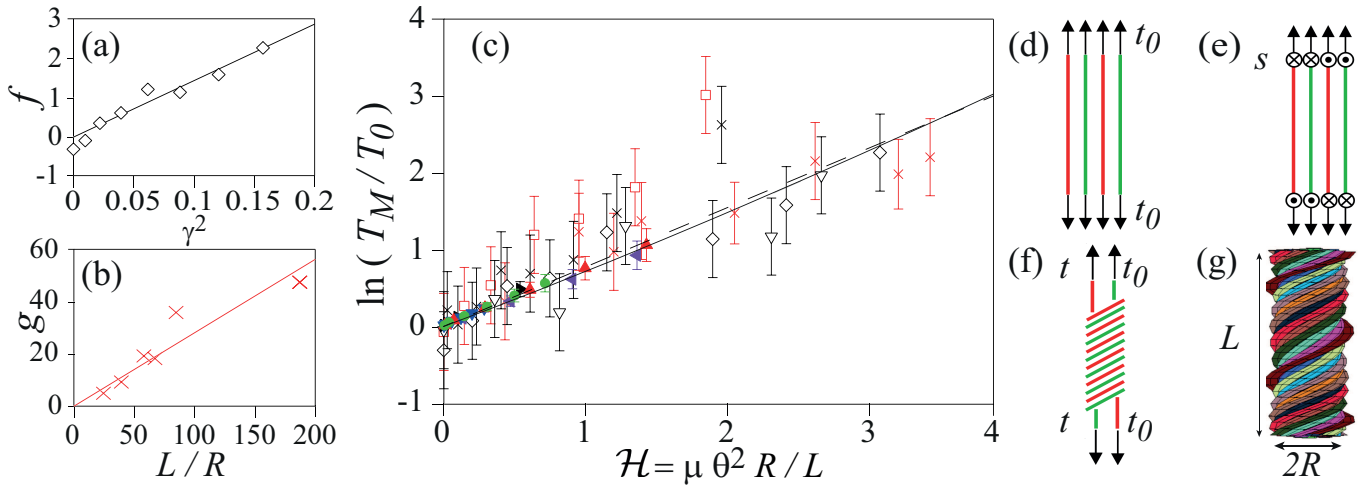 (a)
f
3
2
1
0
-1
0 0.05 0.1 0.15 0.2
γ²
(b)
g
60
40
20
0
0 50 100 150 200
L / R
(c)
ln ( T_M / T_0 )
4
3
2
1
0
-1
0 1 2 3 4
ℋ = μ θ² R / L
(d)
t_0
t_0
(e)
s
(f)
t t_0
t t_0
(g)
L
2R